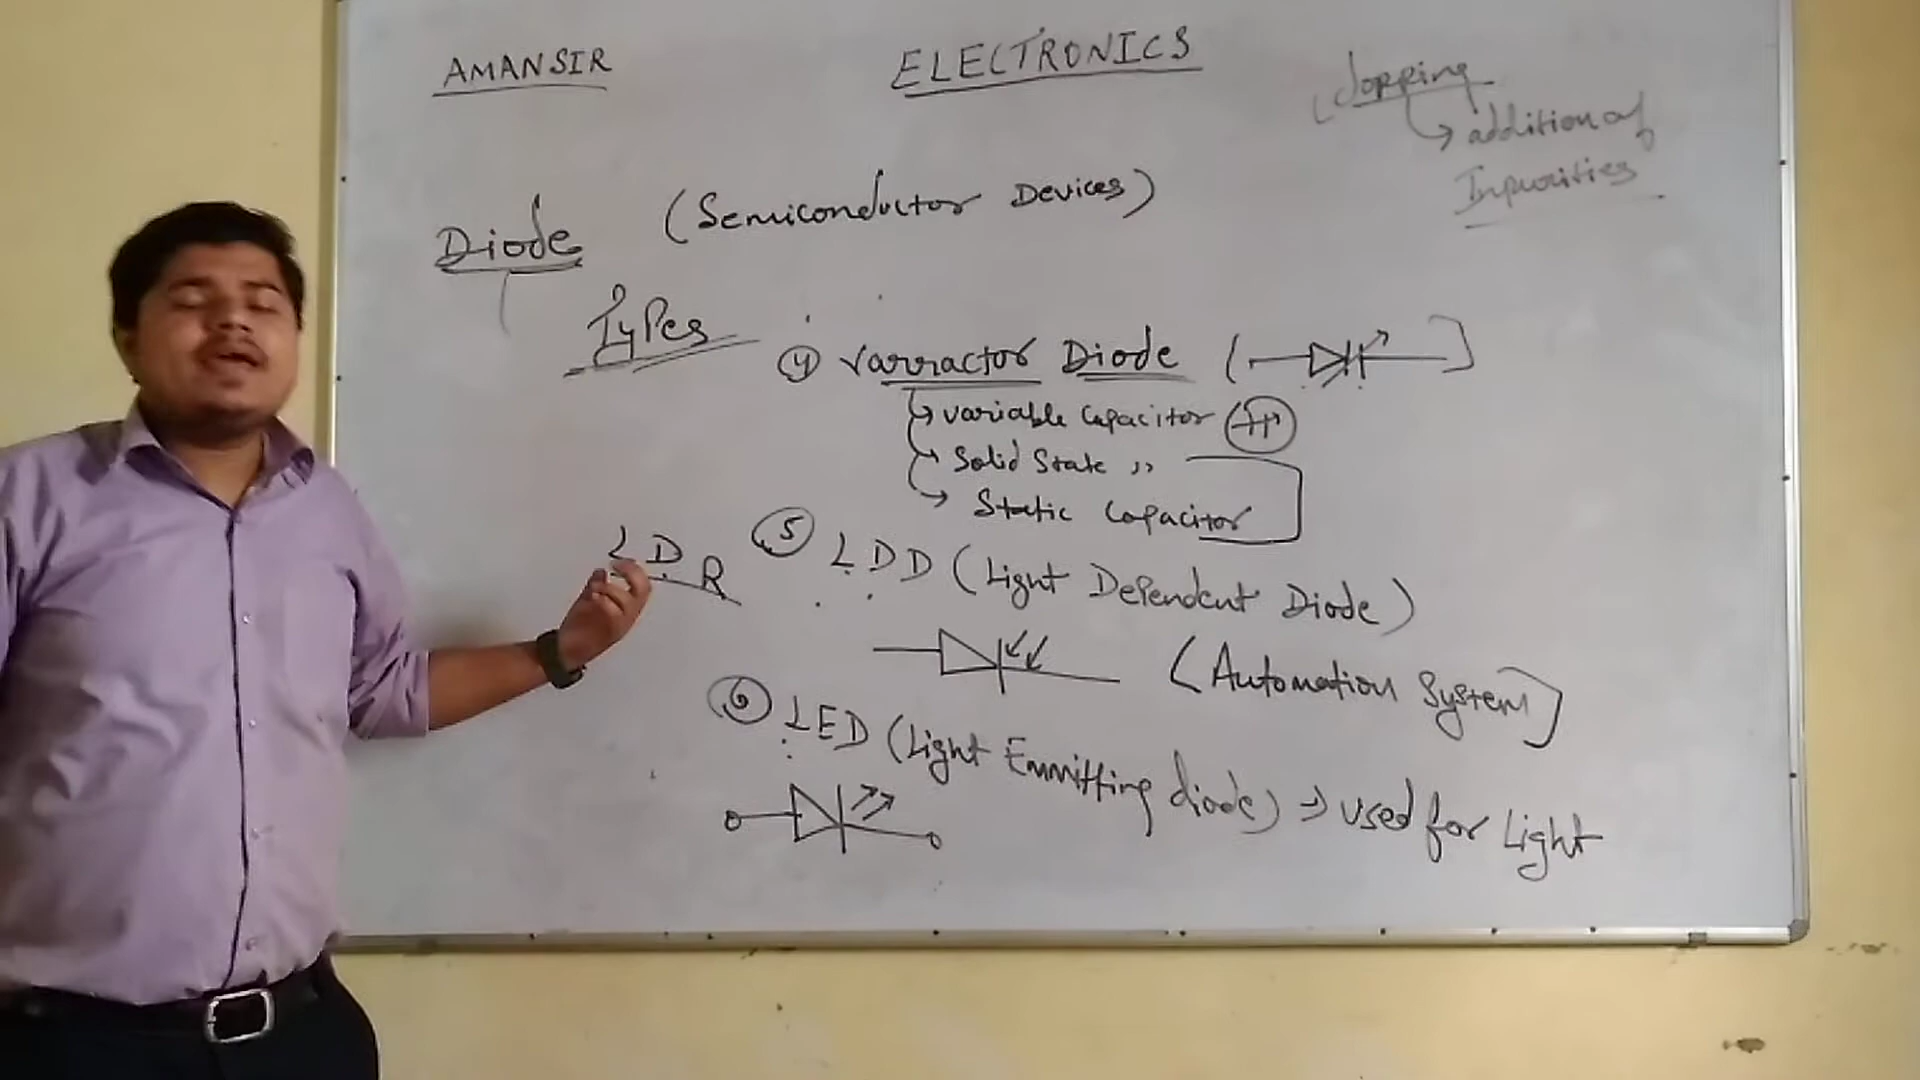 AMANSIR
ELECTRONICS
dopping
addition of
Inpurities
Diode (Semiconductor Devices)
Types
4 Varractor Diode
variable Capacitor
Solid State ,,
Static Capacitor
LDR
5 LDD (Light Dependent Diode)
(Automation System]
6 LED (Light Emmitting diode) → used for Light